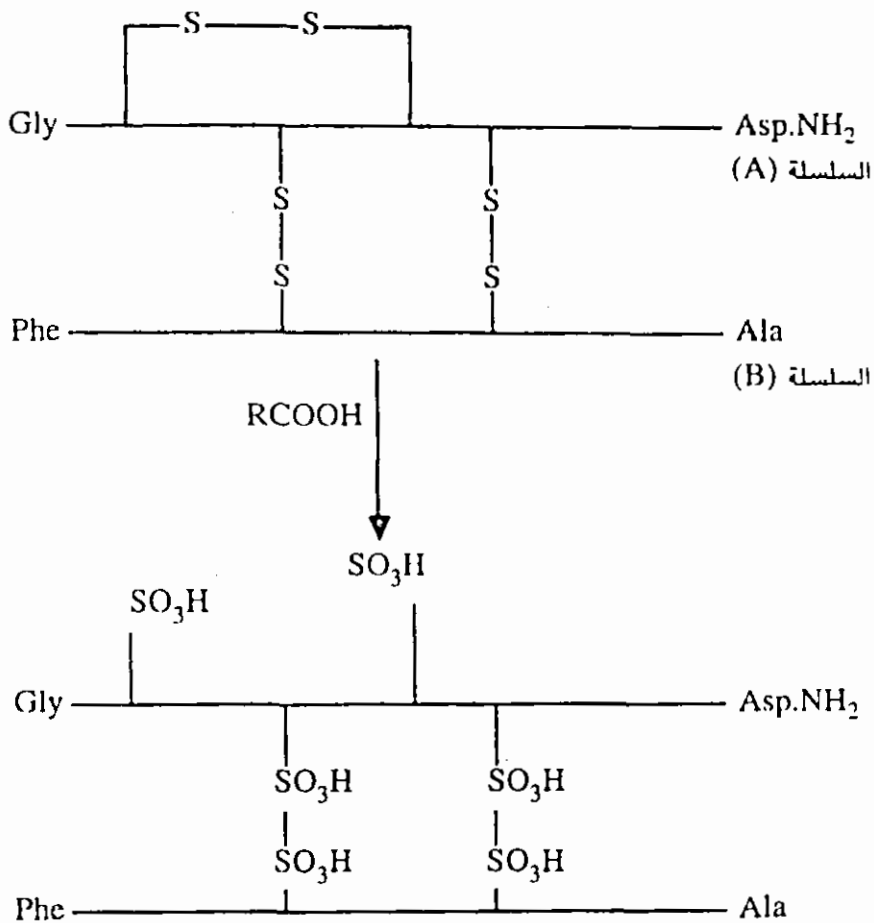 S S
Gly Asp.NH₂
السلسلة (A)
S S
S S
Phe Ala
السلسلة (B)
RCOOH
SO₃H
SO₃H
Gly Asp.NH₂
SO₃H SO₃H
SO₃H SO₃H
Phe Ala